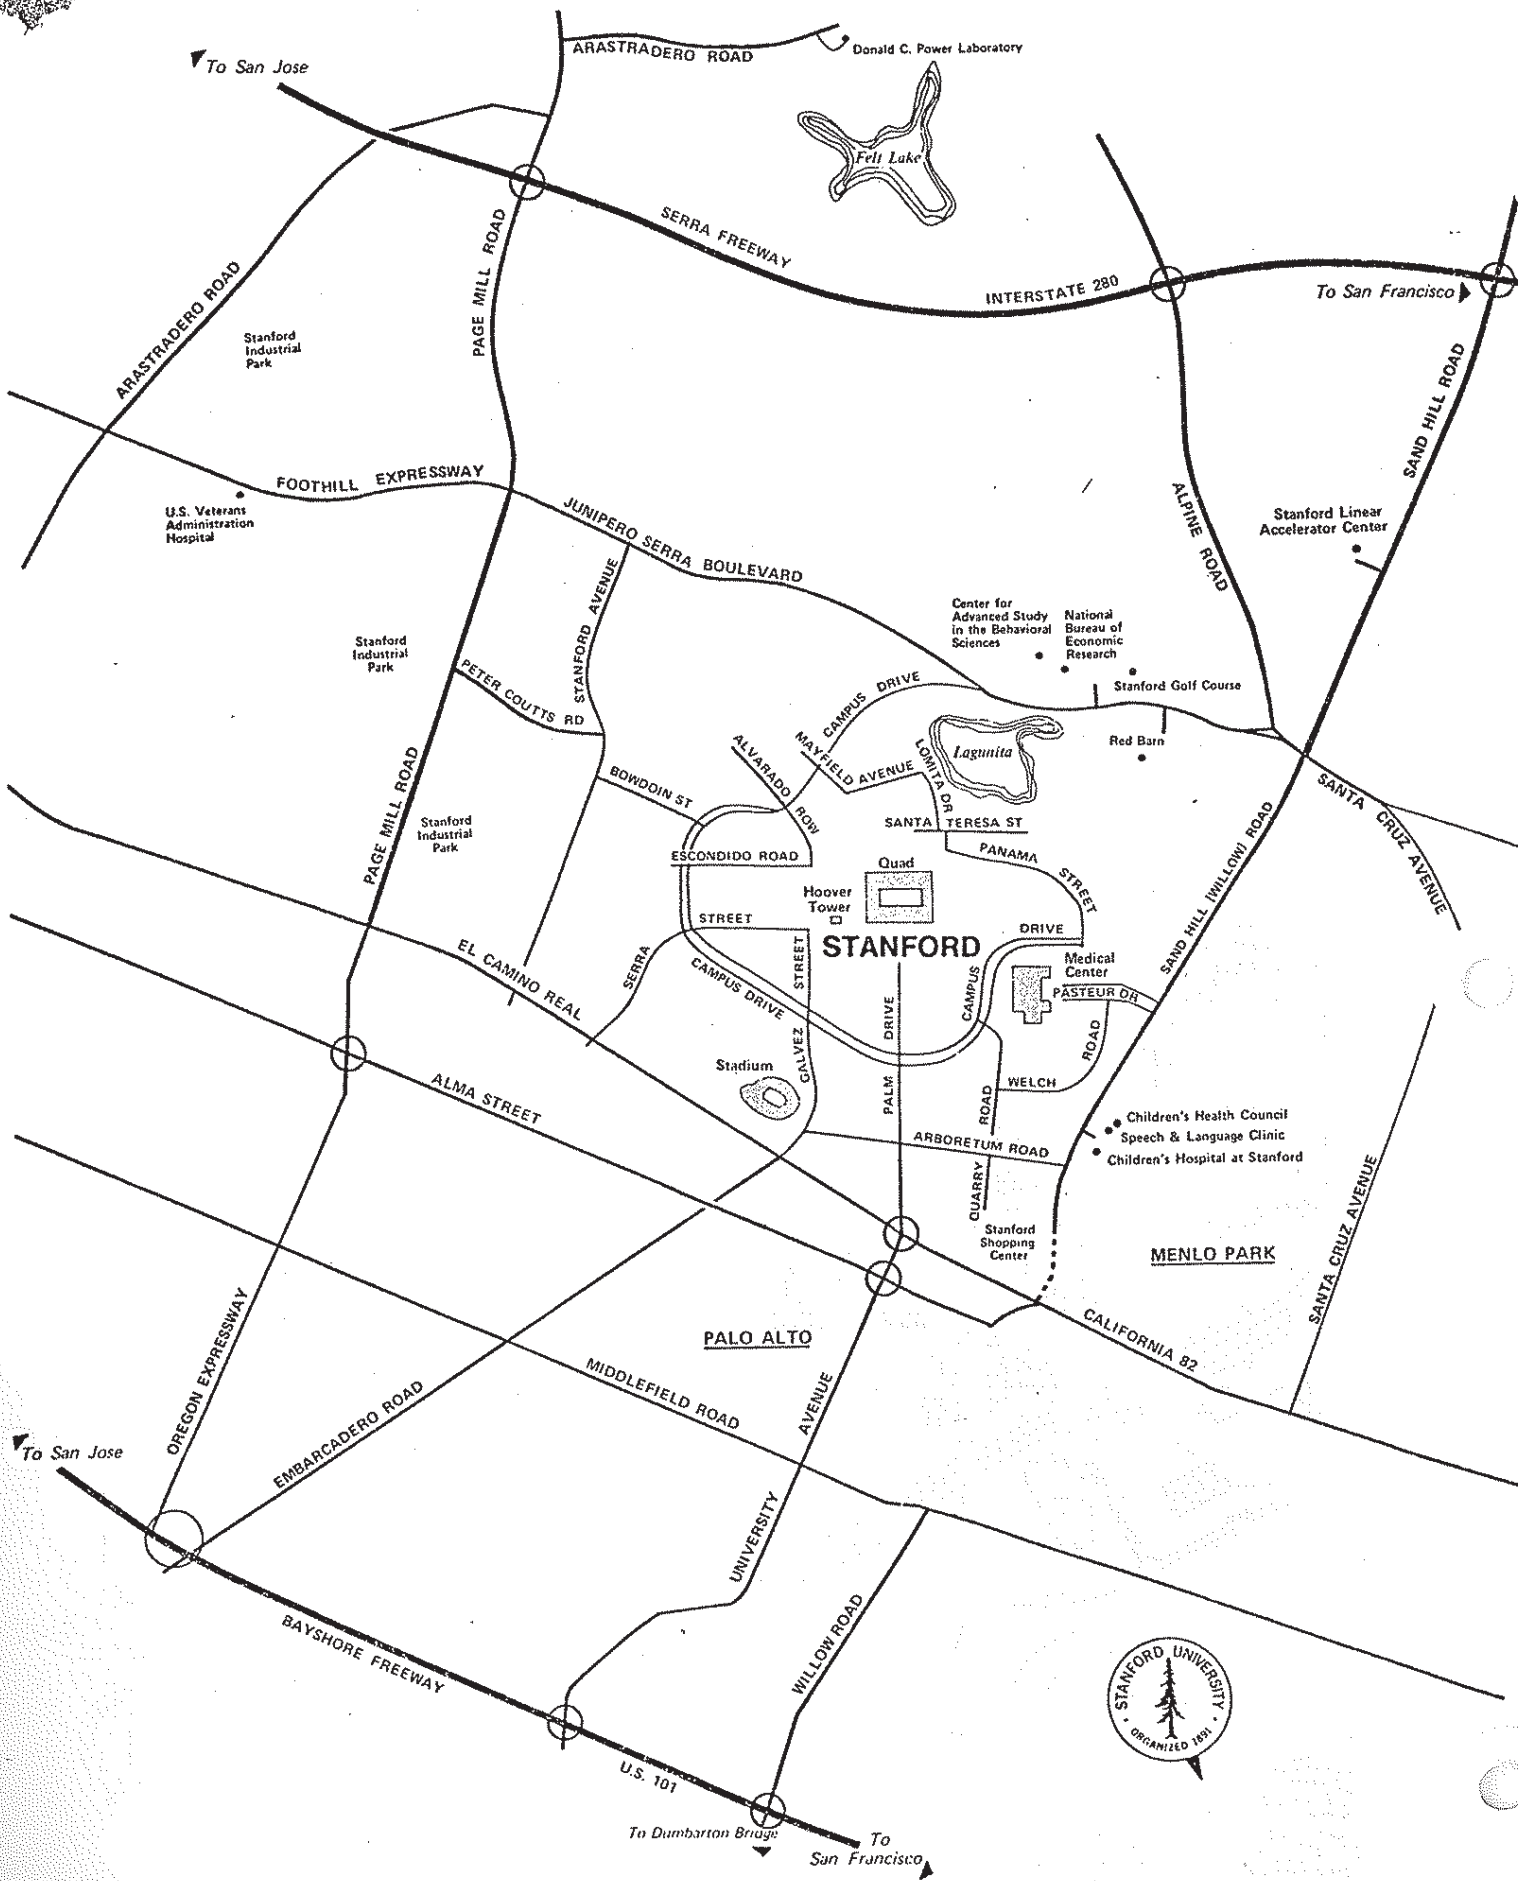 ARASTRADERO ROAD
Donald C. Power Laboratory
To San Jose
Felt Lake
SERRA FREEWAY
INTERSTATE 280
To San Francisco
PAGE MILL ROAD
ARASTRADERO ROAD
Stanford
Industrial
Park
SAND HILL ROAD
FOOTHILL EXPRESSWAY
U.S. Veterans
Administration
Hospital
JUNIPERO SERRA BOULEVARD
ALPINE ROAD
Stanford Linear
Accelerator Center
STANFORD AVENUE
Center for
Advanced Study
in the Behavioral
Sciences
National
Bureau of
Economic
Research
Stanford Golf Course
Stanford
Industrial
Park
PETER COUTTS RD
CAMPUS DRIVE
MAYFIELD AVENUE
LOMITA DR
Lagunita
Red Barn
ALVARADO ROW
BOWDOIN ST
SANTA CRUZ AVENUE
PAGE MILL ROAD
Stanford
Industrial
Park
SANTA TERESA ST
ESCONDIDO ROAD
PANAMA STREET
Quad
Hoover
Tower
SAND HILL (WILLOW) ROAD
STANFORD
SERRA STREET
CAMPUS DRIVE
EL CAMINO REAL
CAMPUS DRIVE
GALVEZ STREET
PALM DRIVE
Medical
Center
PASTEUR DR
Stadium
WELCH ROAD
ALMA STREET
QUARRY ROAD
ARBORETUM ROAD
Children's Health Council
Speech & Language Clinic
Children's Hospital at Stanford
Stanford
Shopping
Center
MENLO PARK
SANTA CRUZ AVENUE
PALO ALTO
CALIFORNIA 82
OREGON EXPRESSWAY
EMBARCADERO ROAD
MIDDLEFIELD ROAD
UNIVERSITY AVENUE
To San Jose
BAYSHORE FREEWAY
WILLOW ROAD
STANFORD UNIVERSITY
ORGANIZED 1891
U.S. 101
To Dumbarton Bridge
To
San Francisco